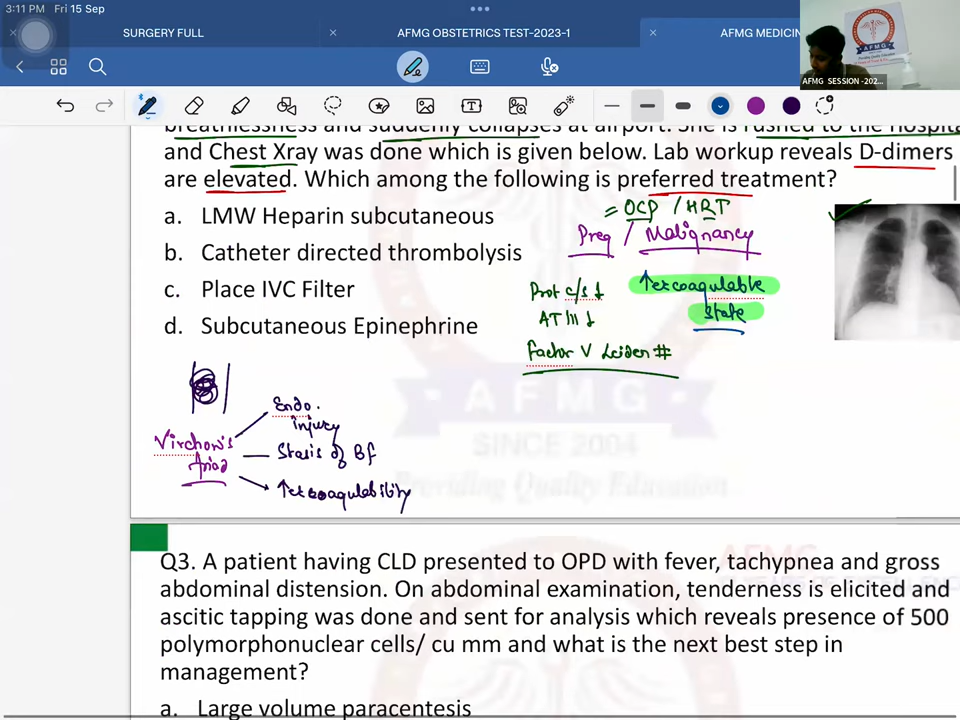 3:11 PM Fri 15 Sep
SURGERY FULL
AFMG OBSTETRICS TEST-2023-1
AFMG MEDICIN
AFMG
AFMG SESSION -202...
breathlessness and suddenly collapses at airport. She is rushed to the hospita
and Chest Xray was done which is given below. Lab workup reveals D-dimers
are elevated. Which among the following is preferred treatment?
= OCP / HRT
a. LMW Heparin subcutaneous
Preg / Malignancy
b. Catheter directed thrombolysis
c. Place IVC Filter
Prot c/s ↓
↑ercoagulable
state
AT III ↓
d. Subcutaneous Epinephrine
Factor V Leiden #
Endo.
injury
Virchow's
Stasis of BF
↑ercoagulability
AFMG
SINCE 2004
Providing Quality Education
Q3. A patient having CLD presented to OPD with fever, tachypnea and gross
abdominal distension. On abdominal examination, tenderness is elicited and
ascitic tapping was done and sent for analysis which reveals presence of 500
polymorphonuclear cells/ cu mm and what is the next best step in
management?
a. Large volume paracentesis